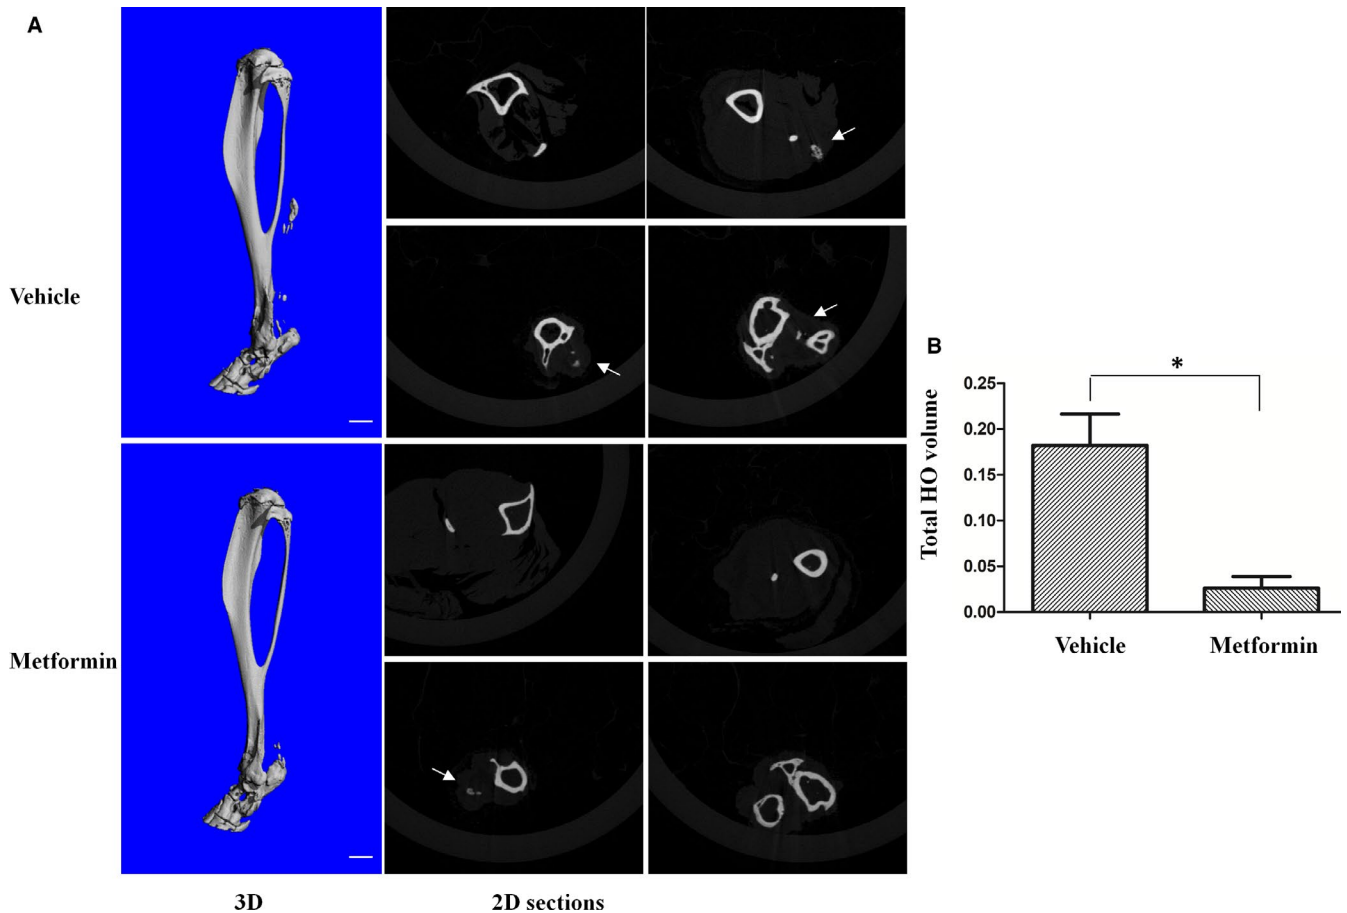 A
Vehicle
Metformin
3D
2D sections
B
*
Total HO volume
0.25
0.20
0.15
0.10
0.05
0.00
Vehicle
Metformin